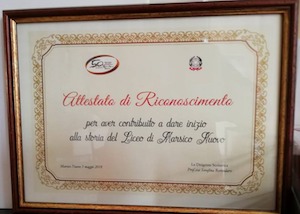 Attestato di Riconoscimento
per aver contribuito a dare inizio
alla storia del Liceo di Marsico Nuovo